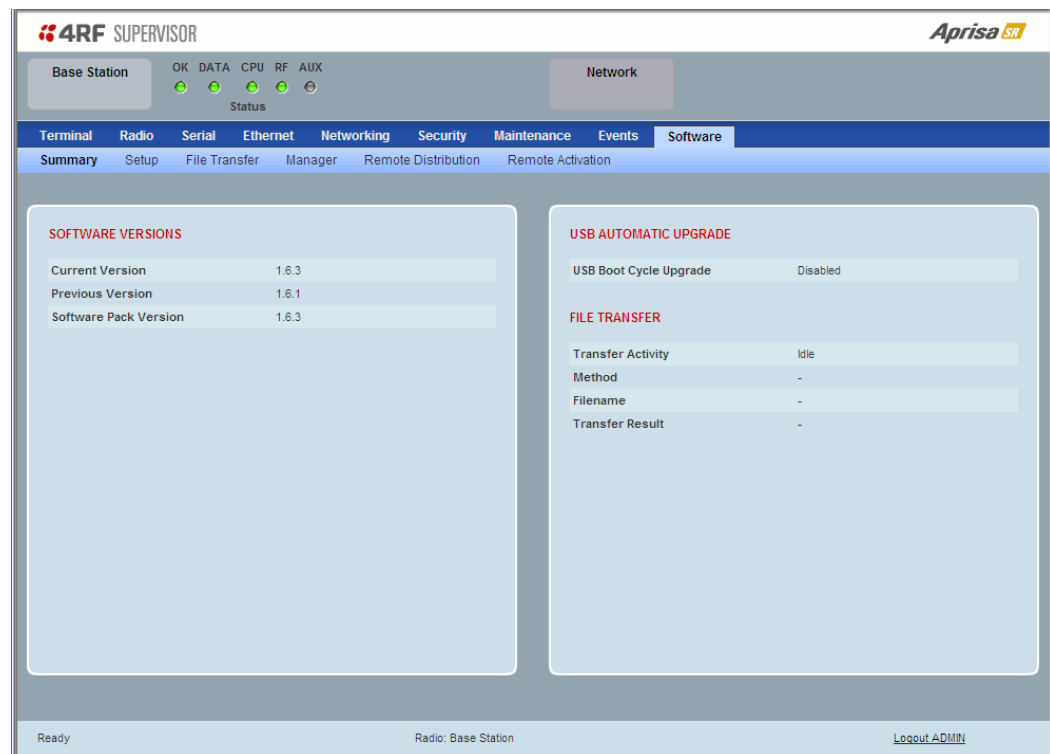 4RF SUPERVISOR
Aprisa SR
Base Station
OK DATA CPU RF AUX
Status
Network
Terminal Radio Serial Ethernet Networking Security Maintenance Events Software
Summary Setup File Transfer Manager Remote Distribution Remote Activation
SOFTWARE VERSIONS
Current Version 1.6.3
Previous Version 1.6.1
Software Pack Version 1.6.3
USB AUTOMATIC UPGRADE
USB Boot Cycle Upgrade Disabled
FILE TRANSFER
Transfer Activity Idle
Method -
Filename -
Transfer Result -
Ready Radio: Base Station Logout ADMIN